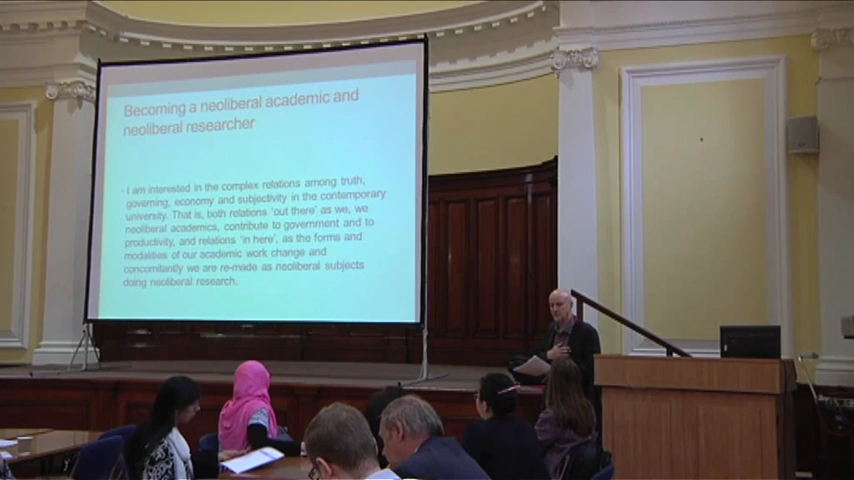 Becoming a neoliberal academic and
neoliberal researcher
· I am interested in the complex relations among truth,
governing, economy and subjectivity in the contemporary
university. That is, both relations ‘out there’ as we, we
neoliberal academics, contribute to government and to
productivity, and relations ‘in here’, as the forms and
modalities of our academic work change and
concomitantly we are re-made as neoliberal subjects
doing neoliberal research.